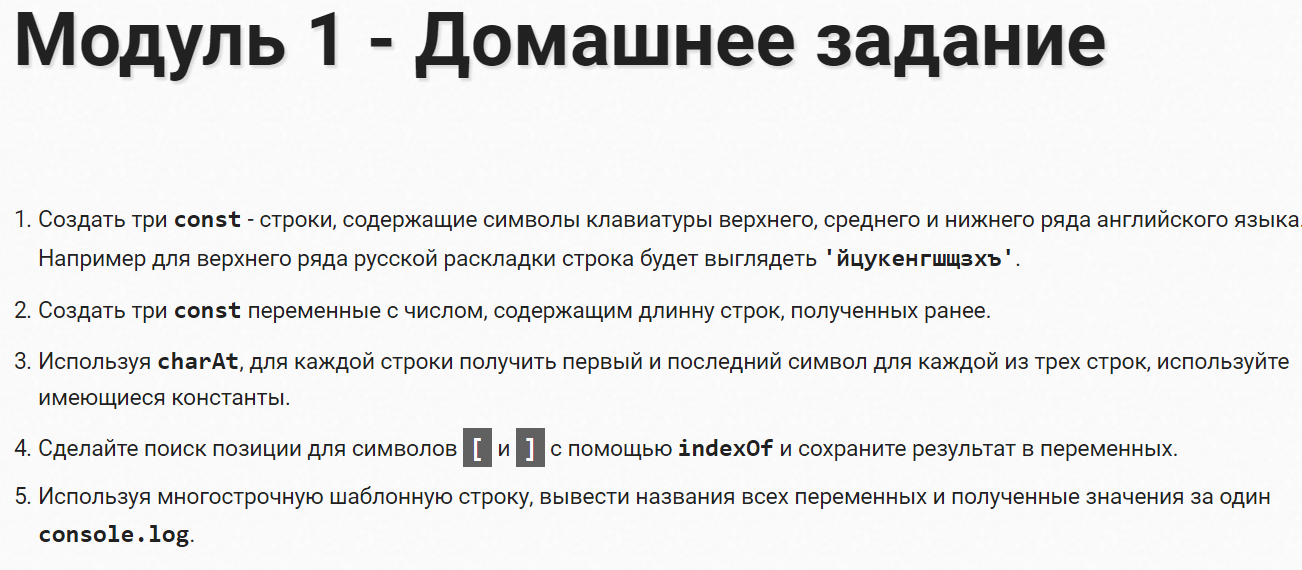 Модуль 1 - Домашнее задание
1. Создать три const - строки, содержащие символы клавиатуры верхнего, среднего и нижнего ряда английского языка.
Например для верхнего ряда русской раскладки строка будет выглядеть 'йцукенгшщзхъ'.
2. Создать три const переменные с числом, содержащим длинну строк, полученных ранее.
3. Используя charAt, для каждой строки получить первый и последний символ для каждой из трех строк, используйте
имеющиеся константы.
4. Сделайте поиск позиции для символов [ и ] с помощью indexOf и сохраните результат в переменных.
5. Используя многострочную шаблонную строку, вывести названия всех переменных и полученные значения за один
console.log.